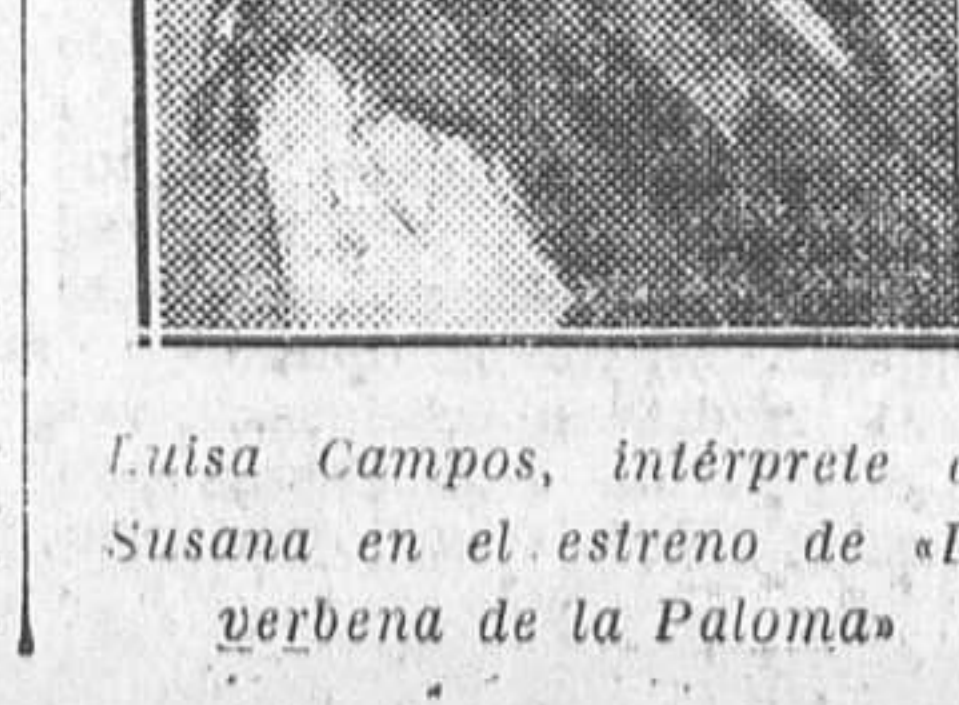 Luisa Campos, intérprete
Susana en el estreno de
verbena de la Paloma»